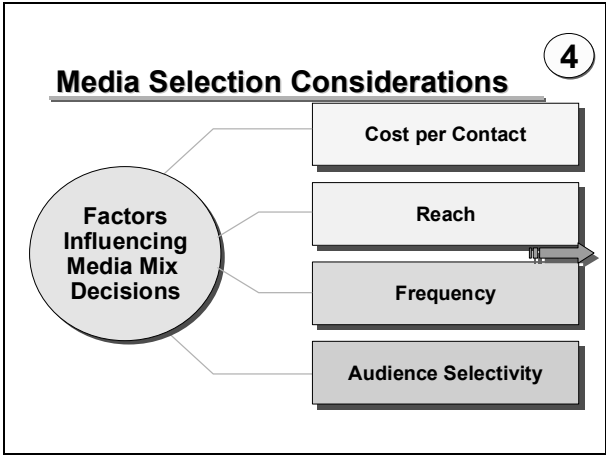 4
Media Selection Considerations
Cost per Contact
Factors
Influencing
Media Mix
Decisions
Reach
Frequency
Audience Selectivity